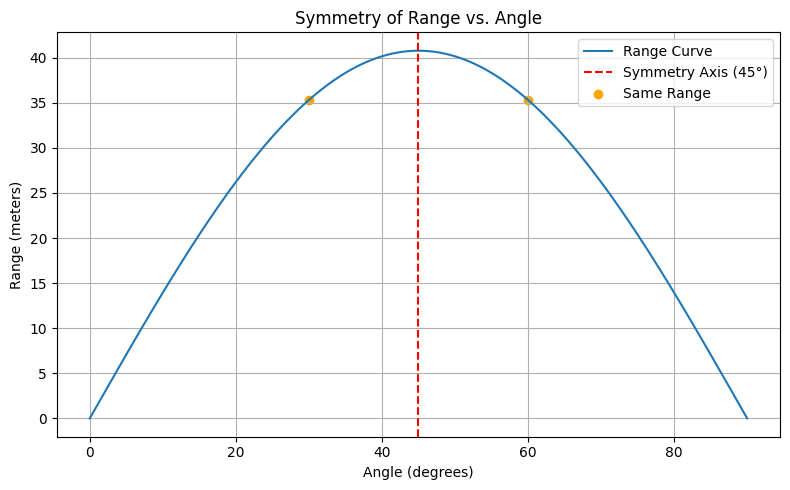 Symmetry of Range vs. Angle
Range Curve
Symmetry Axis (45°)
Same Range
Range (meters)
40
35
30
25
20
15
10
5
0
0 20 40 60 80
Angle (degrees)